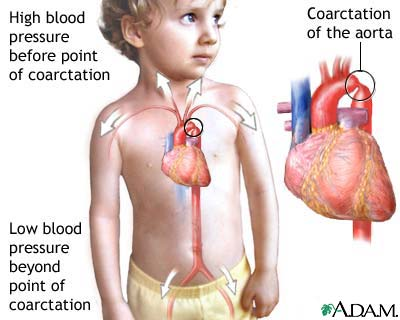 High blood
pressure
before point
of coarctation
Coarctation
of the aorta
Low blood
pressure
beyond
point of
coarctation
A.D.A.M.